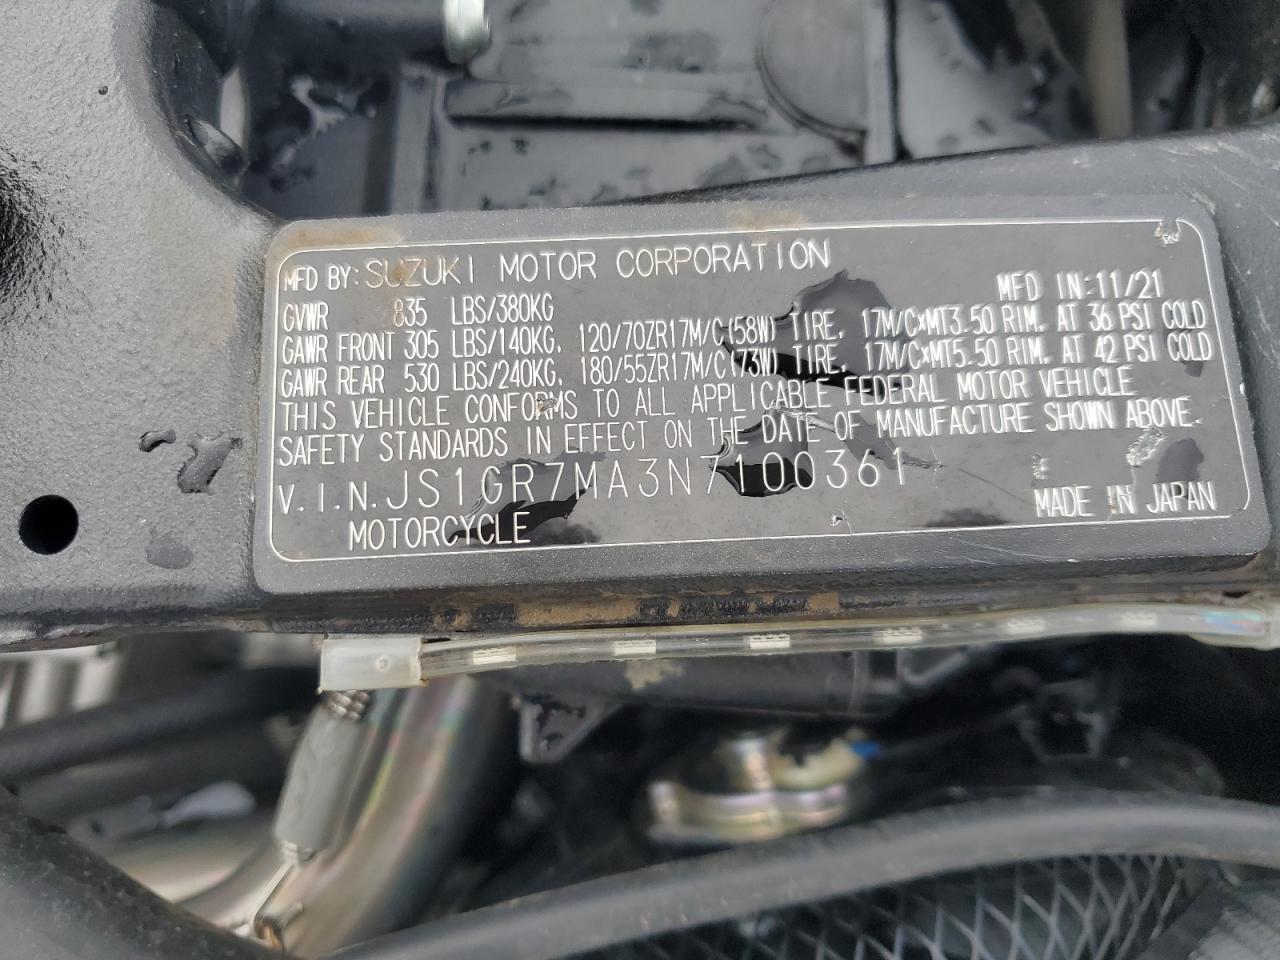 MFD BY: SUZUKI MOTOR CORPORATION
MFD IN: 11/21
GVWR 835 LBS/380KG
GAWR FRONT 305 LBS/140KG, 120/70ZR17M/C(58W) TIRE, 17M/C×MT3.50 RIM. AT 36 PSI COLD
GAWR REAR 530 LBS/240KG, 180/55ZR17M/C(73W) TIRE, 17M/C×MT5.50 RIM. AT 42 PSI COLD
THIS VEHICLE CONFORMS TO ALL APPLICABLE FEDERAL MOTOR VEHICLE
SAFETY STANDARDS IN EFFECT ON THE DATE OF MANUFACTURE SHOWN ABOVE.
V.I.N. JS1GR7MA3N7100361
MOTORCYCLE
MADE IN JAPAN